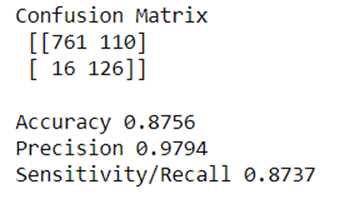 Confusion Matrix
[[761 110]
[ 16 126]]
Accuracy 0.8756
Precision 0.9794
Sensitivity/Recall 0.8737